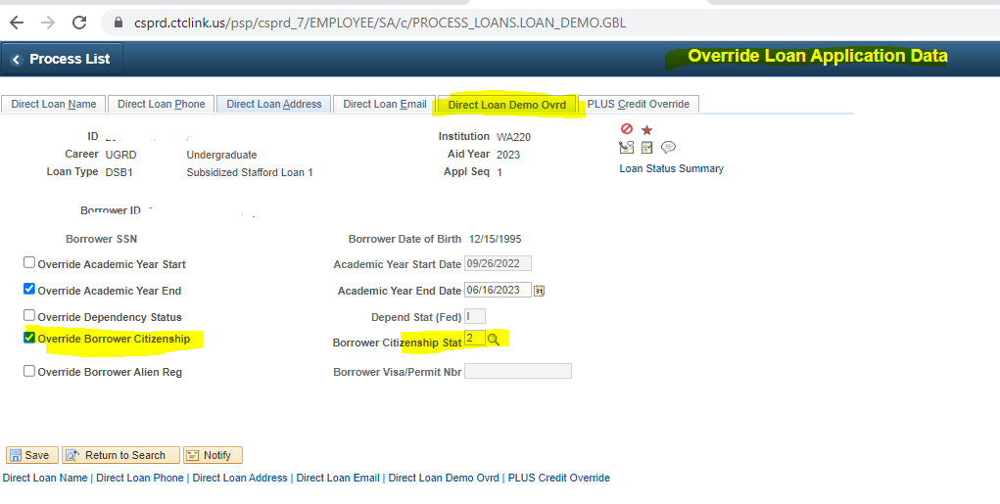 csprd.ctclink.us/psp/csprd_7/EMPLOYEE/SA/c/PROCESS_LOANS.LOAN_DEMO.GBL
Process List
Override Loan Application Data
Direct Loan Name Direct Loan Phone Direct Loan Address Direct Loan Email Direct Loan Demo Ovrd PLUS Credit Override
ID Institution WA220
Career UGRD Undergraduate Aid Year 2023
Loan Type DSB1 Subsidized Stafford Loan 1 Appl Seq 1 Loan Status Summary
Borrower ID
Borrower SSN Borrower Date of Birth 12/15/1995
Override Academic Year Start Academic Year Start Date 09/26/2022
Override Academic Year End Academic Year End Date 06/16/2023 31
Override Dependency Status Depend Stat (Fed) I
Override Borrower Citizenship Borrower Citizenship Stat 2
Override Borrower Alien Reg Borrower Visa/Permit Nbr
Save Return to Search Notify
Direct Loan Name | Direct Loan Phone | Direct Loan Address | Direct Loan Email | Direct Loan Demo Ovrd | PLUS Credit Override